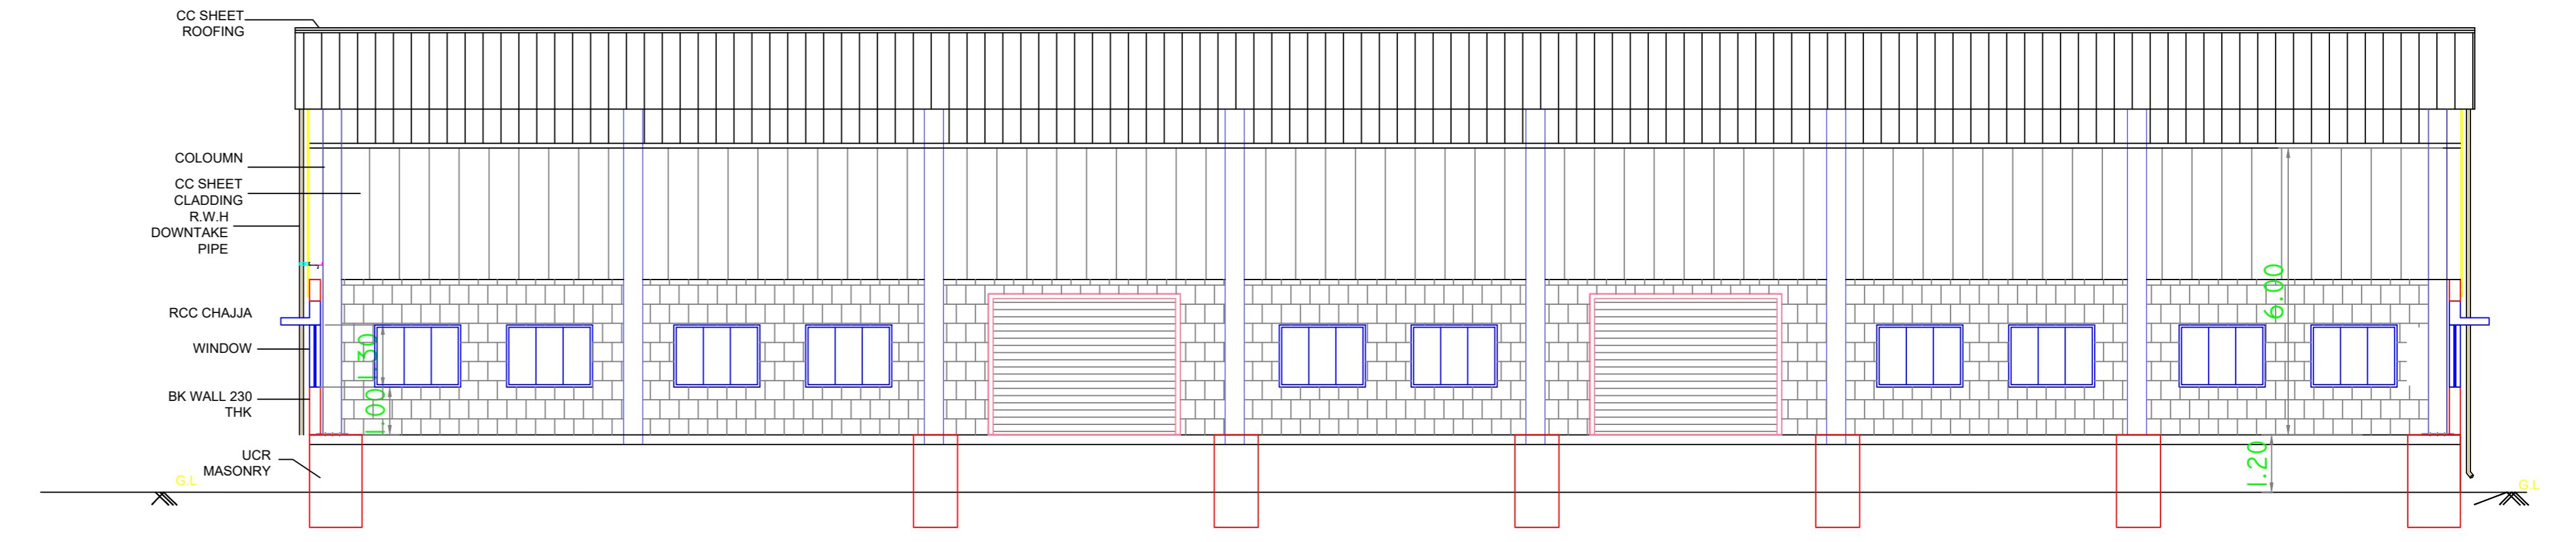 CC SHEET
ROOFING
COLOUMN
CC SHEET
CLADDING
R.W.H
DOWNTAKE
PIPE
RCC CHAJJA
WINDOW
BK WALL 230
THK
UCR
MASONRY
G.L
1.30
1.00
6.00
1.20
G.L